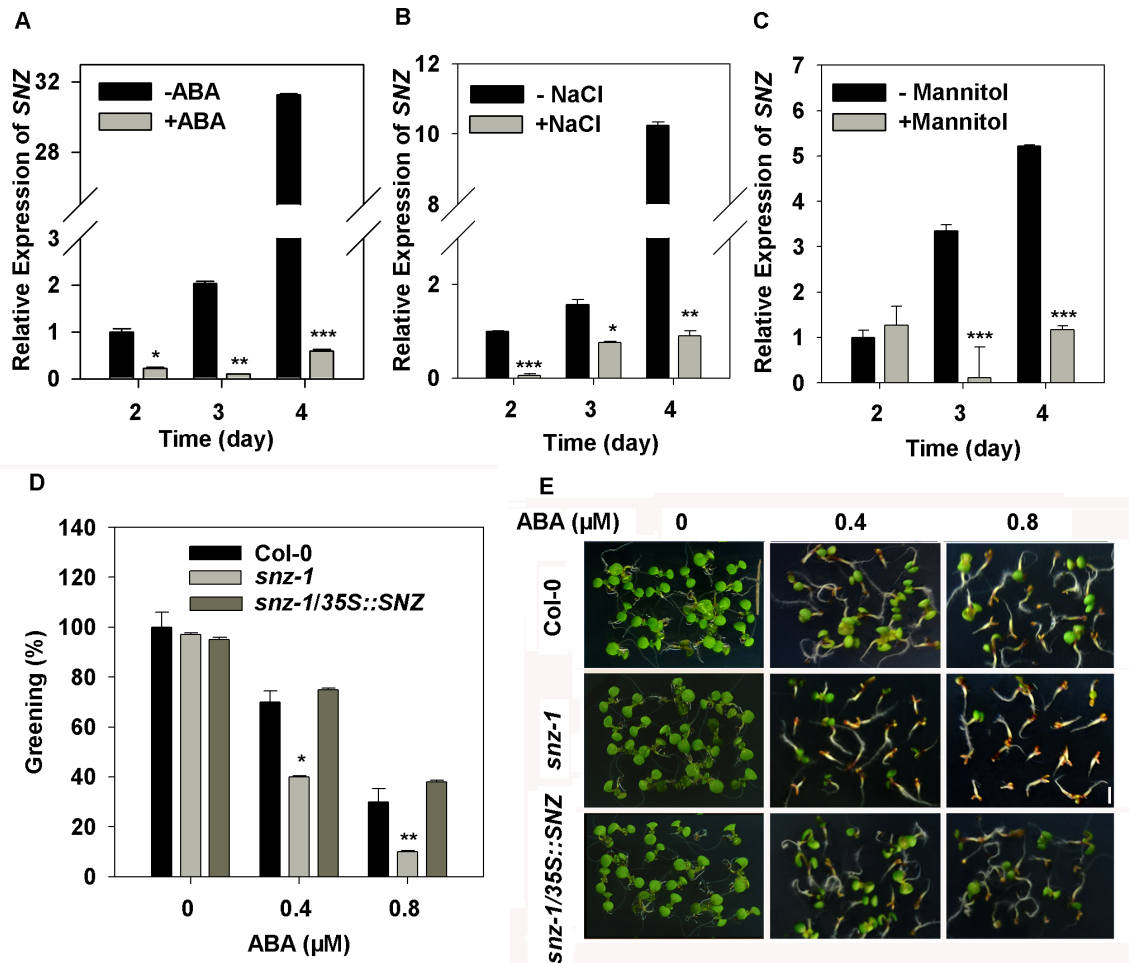 A
Relative Expression of SNZ
32
28
3
2
1
0
-ABA
+ABA
*
**
***
2 3 4
Time (day)
B
Relative Expression of SNZ
12
10
8
2
0
- NaCl
+NaCl
***
*
**
2 3 4
Time (day)
C
Relative Expression of SNZ
7
6
5
4
3
2
1
0
- Mannitol
+Mannitol
***
***
2 3 4
Time (day)
D
Greening (%)
140
120
100
80
60
40
20
0
Col-0
snz-1
snz-1/35S::SNZ
*
**
0 0.4 0.8
ABA (µM)
E
ABA (µM) 0 0.4 0.8
Col-0
snz-1
snz-1/35S::SNZ